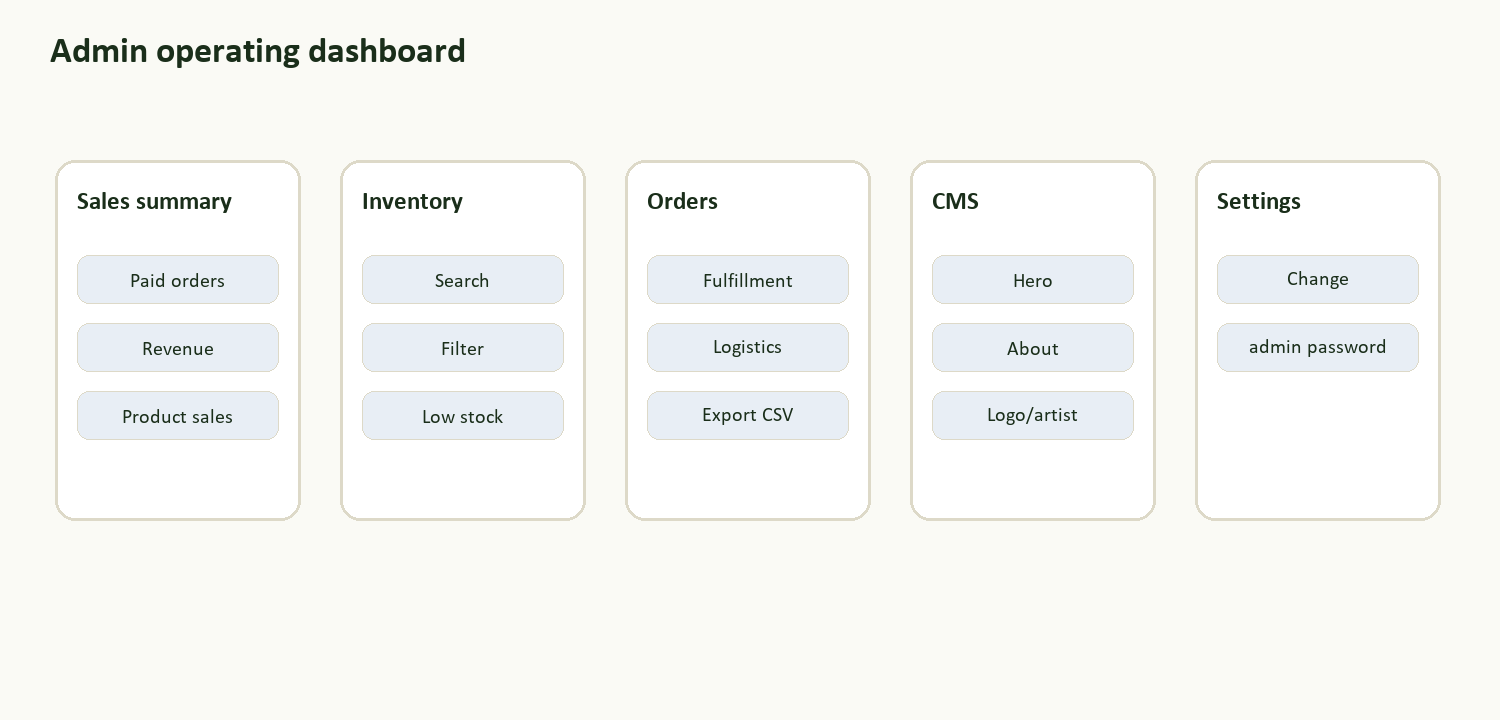 Admin operating dashboard
Sales summary
Paid orders
Revenue
Product sales
Inventory
Search
Filter
Low stock
Orders
Fulfillment
Logistics
Export CSV
CMS
Hero
About
Logo/artist
Settings
Change
admin password